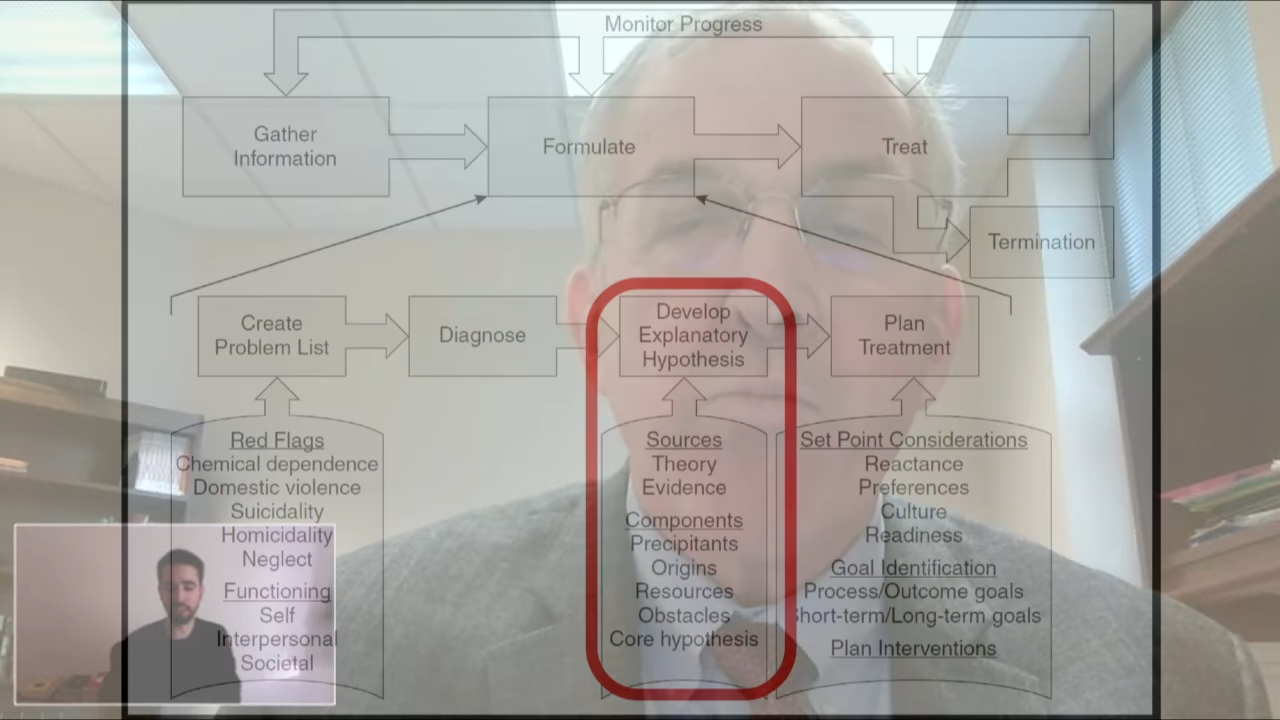 Monitor Progress
Gather
Information
Formulate
Treat
Termination
Create
Problem List
Diagnose
Develop
Explanatory
Hypothesis
Plan
Treatment
Red Flags
Chemical dependence
Domestic violence
Suicidality
Homicidality
Neglect
Functioning
Self
Interpersonal
Societal
Sources
Theory
Evidence
Components
Precipitants
Origins
Resources
Obstacles
Core hypothesis
Set Point Considerations
Reactance
Preferences
Culture
Readiness
Goal Identification
Process/Outcome goals
Short-term/Long-term goals
Plan Interventions